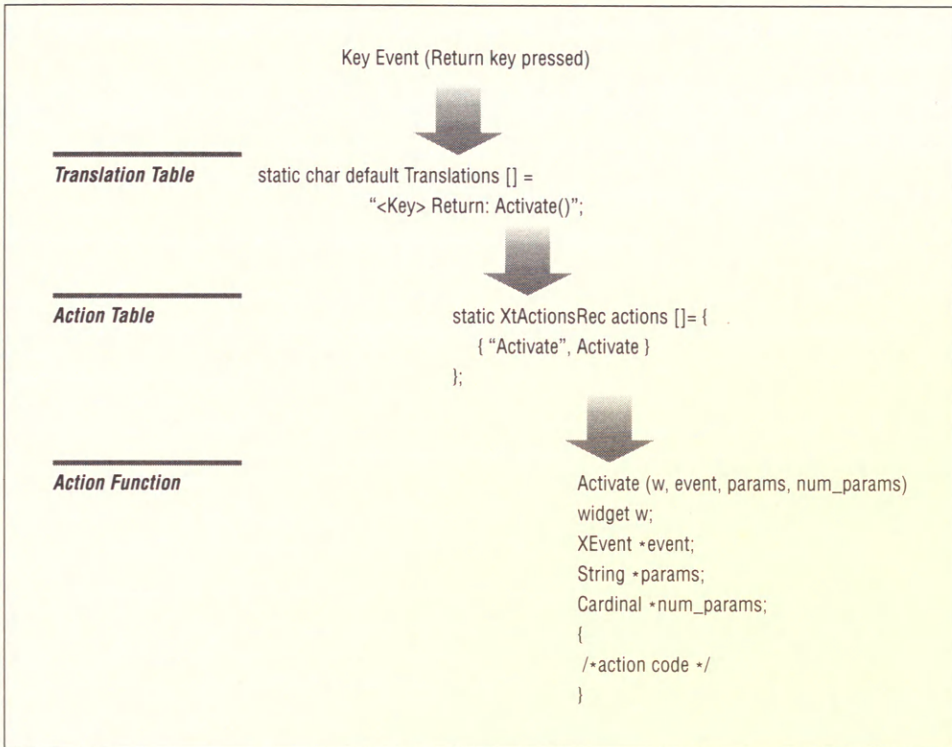 Key Event (Return key pressed)
Translation Table
static char default Translations [] =
“<Key> Return: Activate()”;
Action Table
static XtActionsRec actions []= {
{ “Activate”, Activate }
};
Action Function
Activate (w, event, params, num_params)
widget w;
XEvent *event;
String *params;
Cardinal *num_params;
{
/*action code */
}